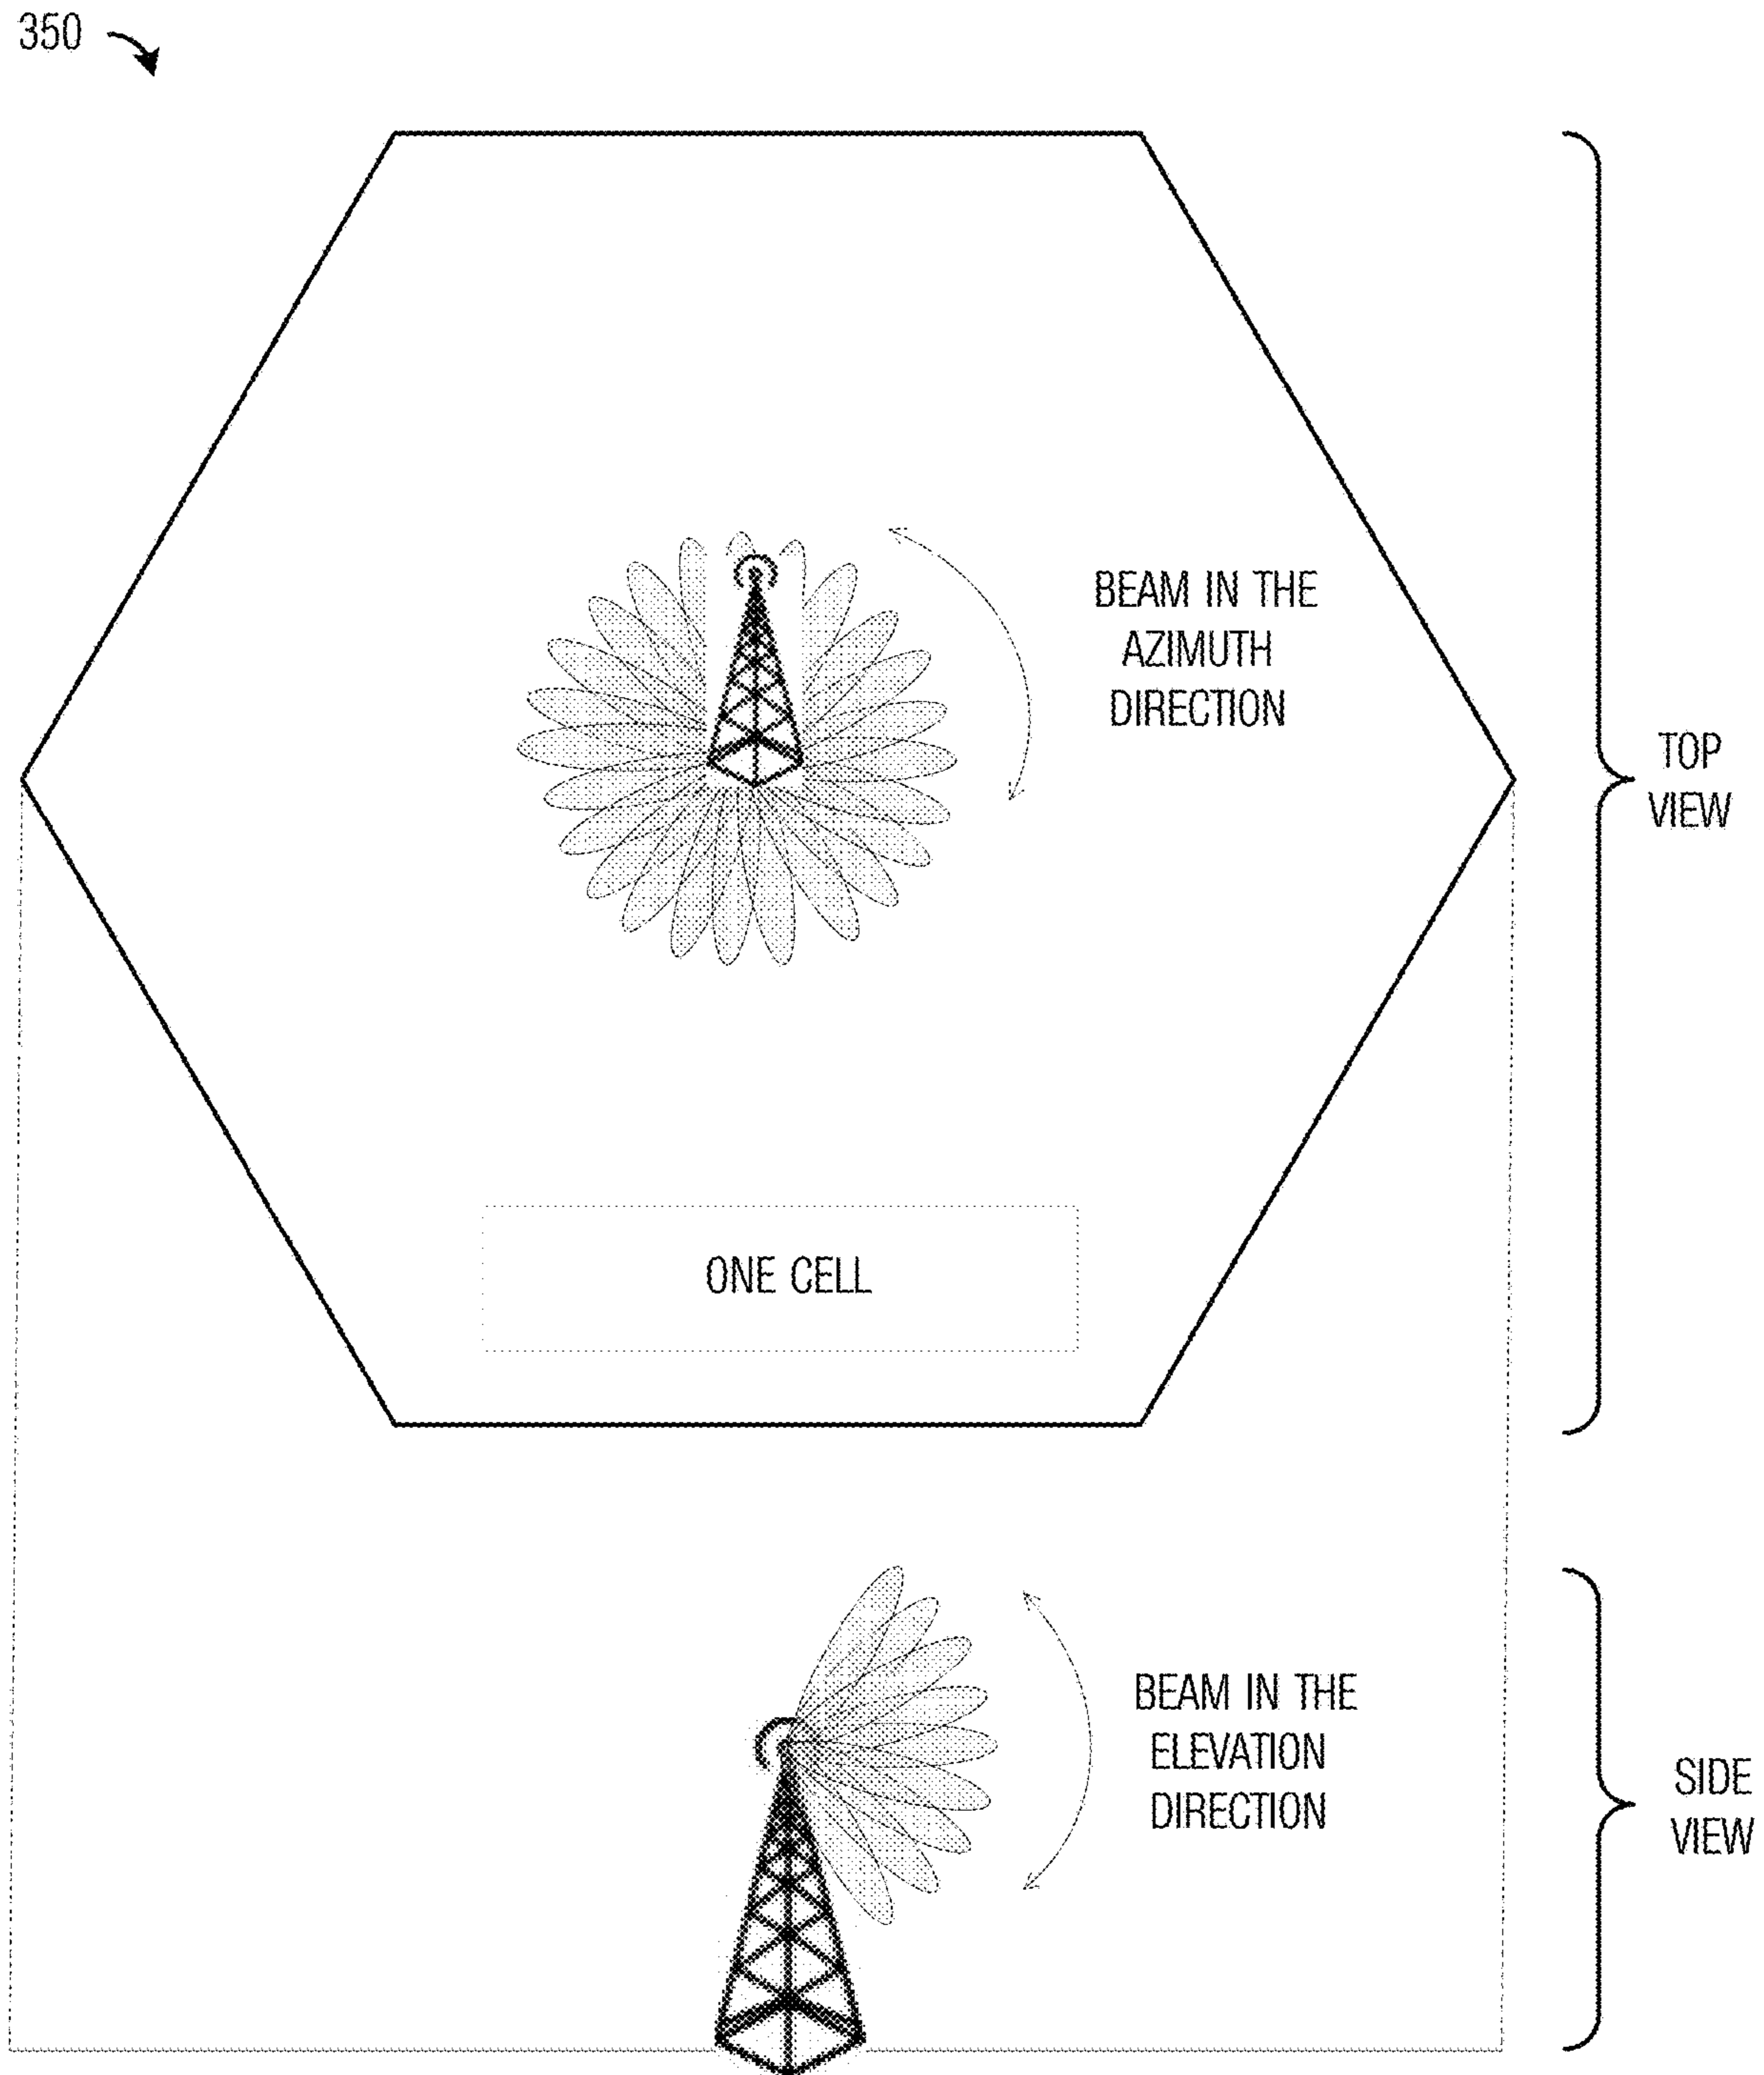 350
BEAM IN THE
AZIMUTH
DIRECTION
TOP
VIEW
ONE CELL
BEAM IN THE
ELEVATION
DIRECTION
SIDE
VIEW